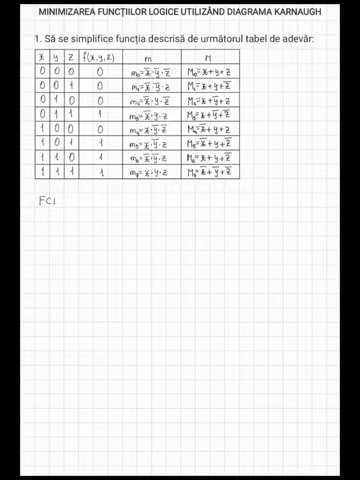 MINIMIZAREA FUNCȚIILOR LOGICE UTILIZÂND DIAGRAMA KARNAUGH
1. Să se simplifice funcția descrisă de următorul tabel de adevăr:
x y z f(x,y,z) m M
0 0 0 0 m₀=x̅·y̅·z̅ M₀=x+y+z
0 0 1 0 m₁=x̅·y̅·z M₁=x+y+z̅
0 1 0 0 m₂=x̅·y·z̅ M₂=x+y̅+z
0 1 1 1 m₃=x̅·y·z M₃=x+y̅+z̅
1 0 0 0 m₄=x·y̅·z̅ M₄=x̅+y+z
1 0 1 1 m₅=x·y̅·z M₅=x̅+y+z̅
1 1 0 1 m₆=x·y·z̅ M₆=x̅+y̅+z
1 1 1 1 m₇=x·y·z M₇=x̅+y̅+z̅
FCI